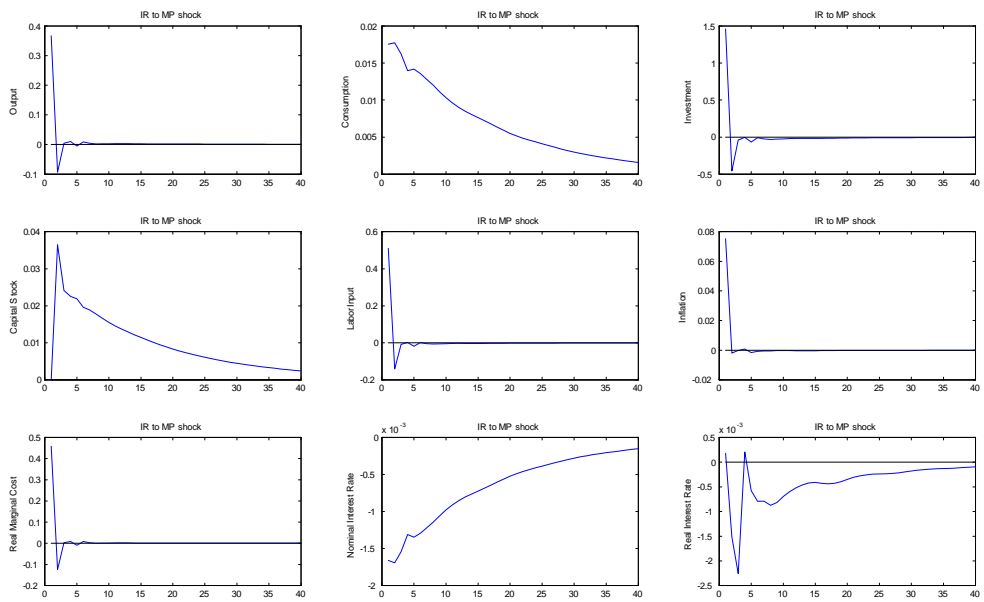 IR to MP shock
Output
0.4
0.3
0.2
0.1
0
-0.1
0 5 10 15 20 25 30 35 40
IR to MP shock
Consumption
0.02
0.015
0.01
0.005
0
0 5 10 15 20 25 30 35 40
IR to MP shock
Investment
1.5
1
0.5
0
-0.5
0 5 10 15 20 25 30 35 40
IR to MP shock
Capital Stock
0.04
0.03
0.02
0.01
0
0 5 10 15 20 25 30 35 40
IR to MP shock
Labor Input
0.6
0.4
0.2
0
-0.2
0 5 10 15 20 25 30 35 40
IR to MP shock
Inflation
0.08
0.06
0.04
0.02
0
-0.02
0 5 10 15 20 25 30 35 40
IR to MP shock
Real Marginal Cost
0.5
0.4
0.3
0.2
0.1
0
-0.1
-0.2
0 5 10 15 20 25 30 35 40
x 10^-3
IR to MP shock
Nominal Interest Rate
0
-0.5
-1
-1.5
-2
0 5 10 15 20 25 30 35 40
x 10^-3
IR to MP shock
Real Interest Rate
0.5
0
-0.5
-1
-1.5
-2
-2.5
0 5 10 15 20 25 30 35 40